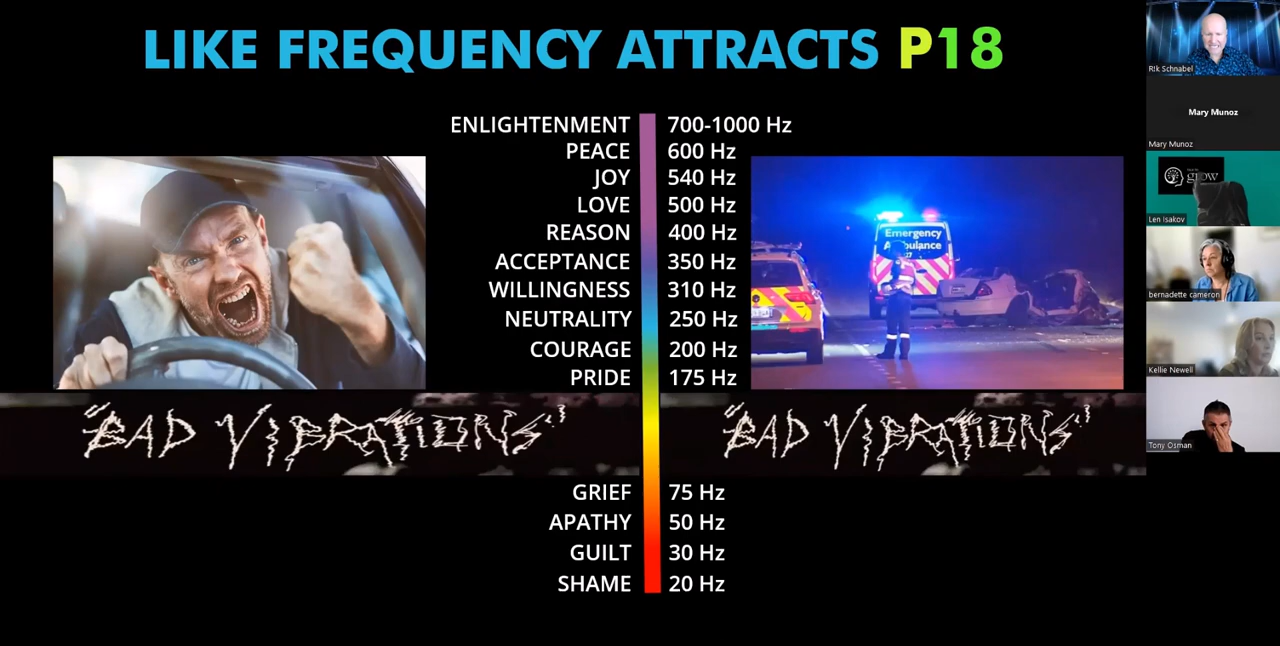 LIKE FREQUENCY ATTRACTS P18
ENLIGHTENMENT 700-1000 Hz
PEACE 600 Hz
JOY 540 Hz
LOVE 500 Hz
REASON 400 Hz
ACCEPTANCE 350 Hz
WILLINGNESS 310 Hz
NEUTRALITY 250 Hz
COURAGE 200 Hz
PRIDE 175 Hz
Emergency
"BAD VIBRATIONS" "BAD VIBRATIONS"
GRIEF 75 Hz
APATHY 50 Hz
GUILT 30 Hz
SHAME 20 Hz
RIk Schnabel
Mary Munoz
Mary Munoz
grow
Len Isakov
bernadette cameron
Kellie Newell
Tony Osman